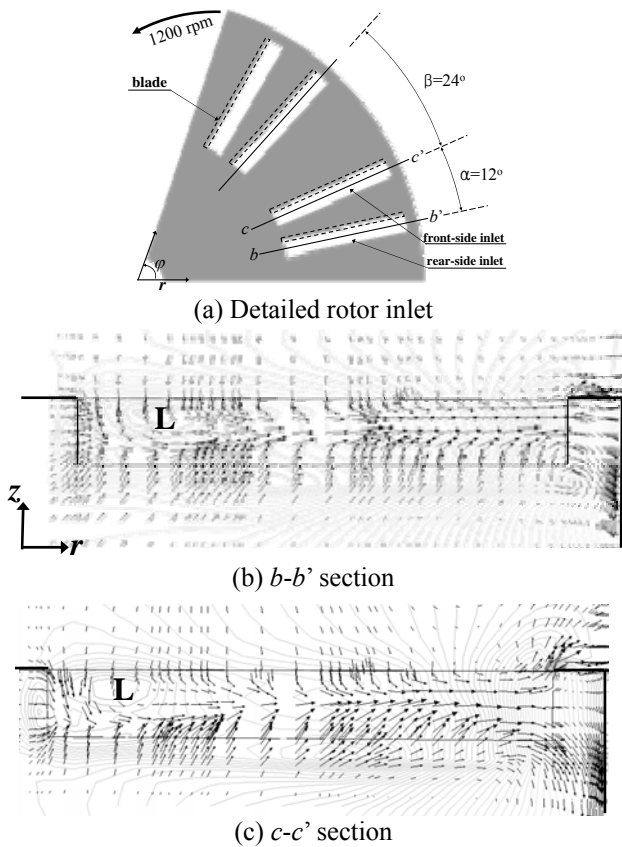 1200 rpm
blade
β=24°
c'
α=12°
b'
c
b
front-side inlet
rear-side inlet
φ
r
(a) Detailed rotor inlet
L
z
r
(b) b-b' section
L
(c) c-c' section